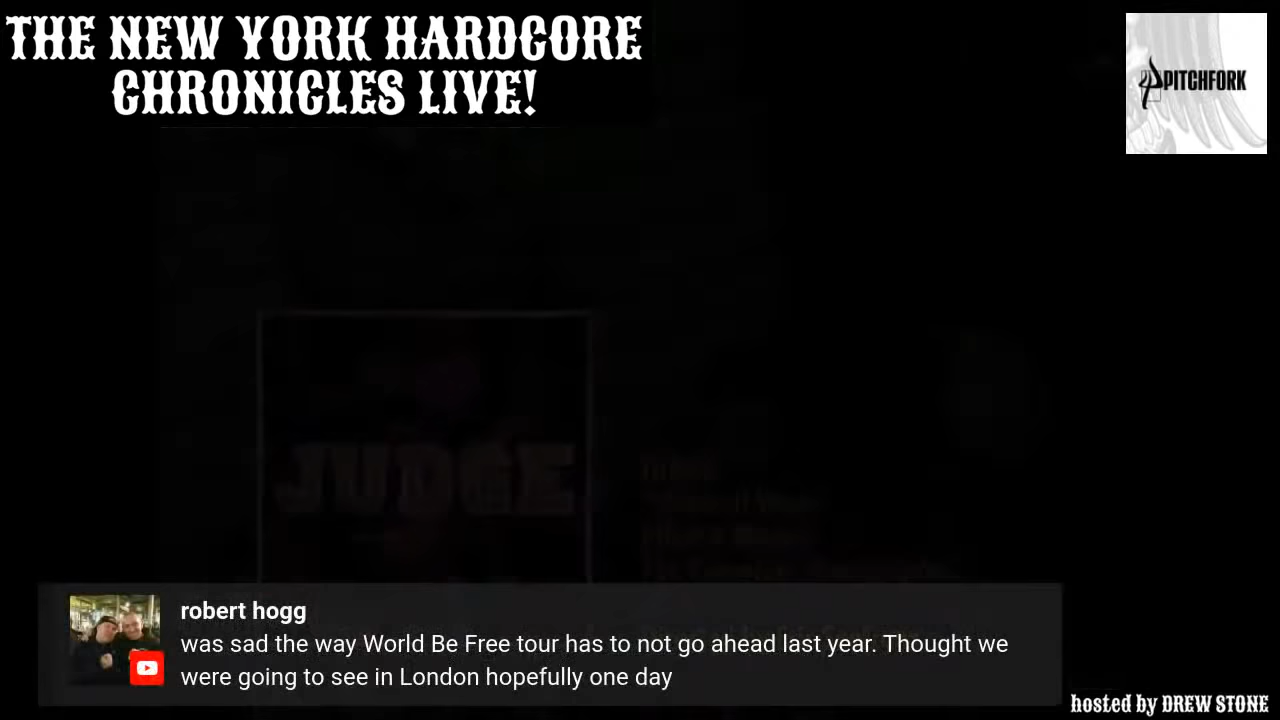 THE NEW YORK HARDCORE
CHRONICLES LIVE!
PITCHFORK
JUDGE
robert hogg
was sad the way World Be Free tour has to not go ahead last year. Thought we
were going to see in London hopefully one day
hosted by DREW STONE